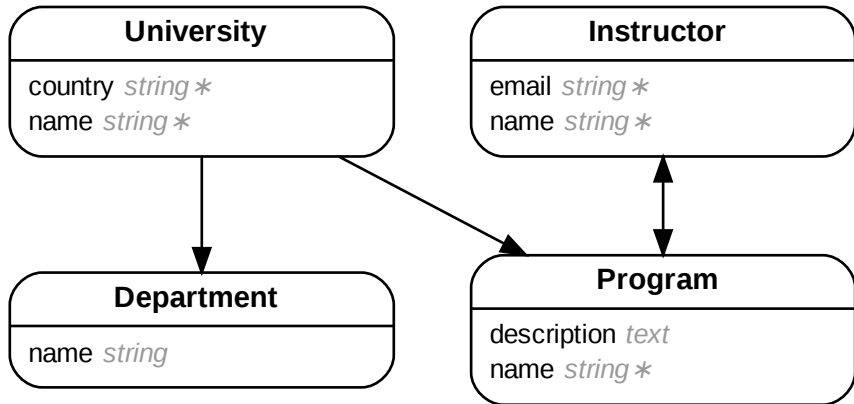 University
country string∗
name string∗
Instructor
email string∗
name string∗
Department
name string
Program
description text
name string∗